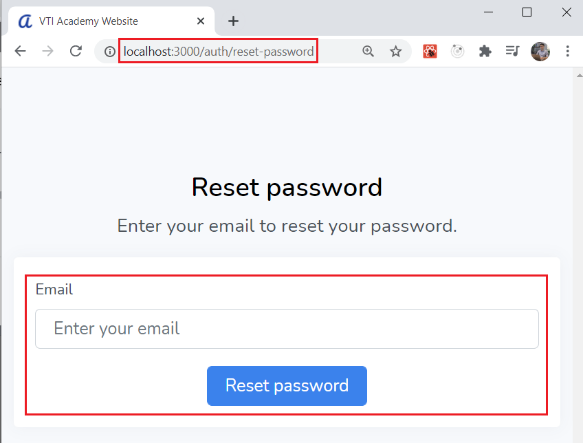 VTI Academy Website
localhost:3000/auth/reset-password
Reset password
Enter your email to reset your password.
Email
Enter your email
Reset password